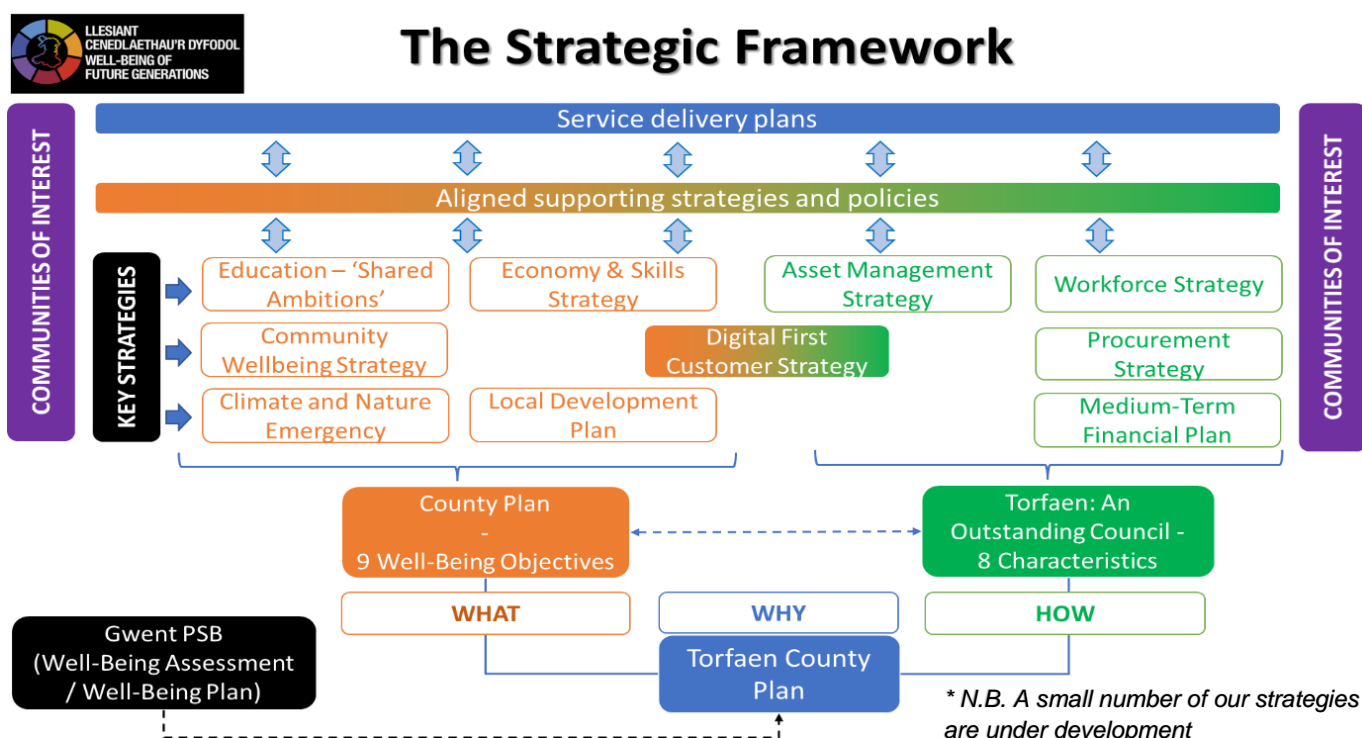 LLESIANT
CENEDLAETHAU'R DYFODOL
WELL-BEING OF
FUTURE GENERATIONS
The Strategic Framework
COMMUNITIES OF INTEREST
Service delivery plans
Aligned supporting strategies and policies
KEY STRATEGIES
Education – ‘Shared
Ambitions’
Economy & Skills
Strategy
Asset Management
Strategy
Workforce Strategy
Community
Wellbeing Strategy
Digital First
Customer Strategy
Procurement
Strategy
Climate and Nature
Emergency
Local Development
Plan
Medium-Term
Financial Plan
COMMUNITIES OF INTEREST
County Plan
-
9 Well-Being Objectives
Torfaen: An
Outstanding Council -
8 Characteristics
WHAT
WHY
HOW
Gwent PSB
(Well-Being Assessment
/ Well-Being Plan)
Torfaen County
Plan
* N.B. A small number of our strategies
are under development